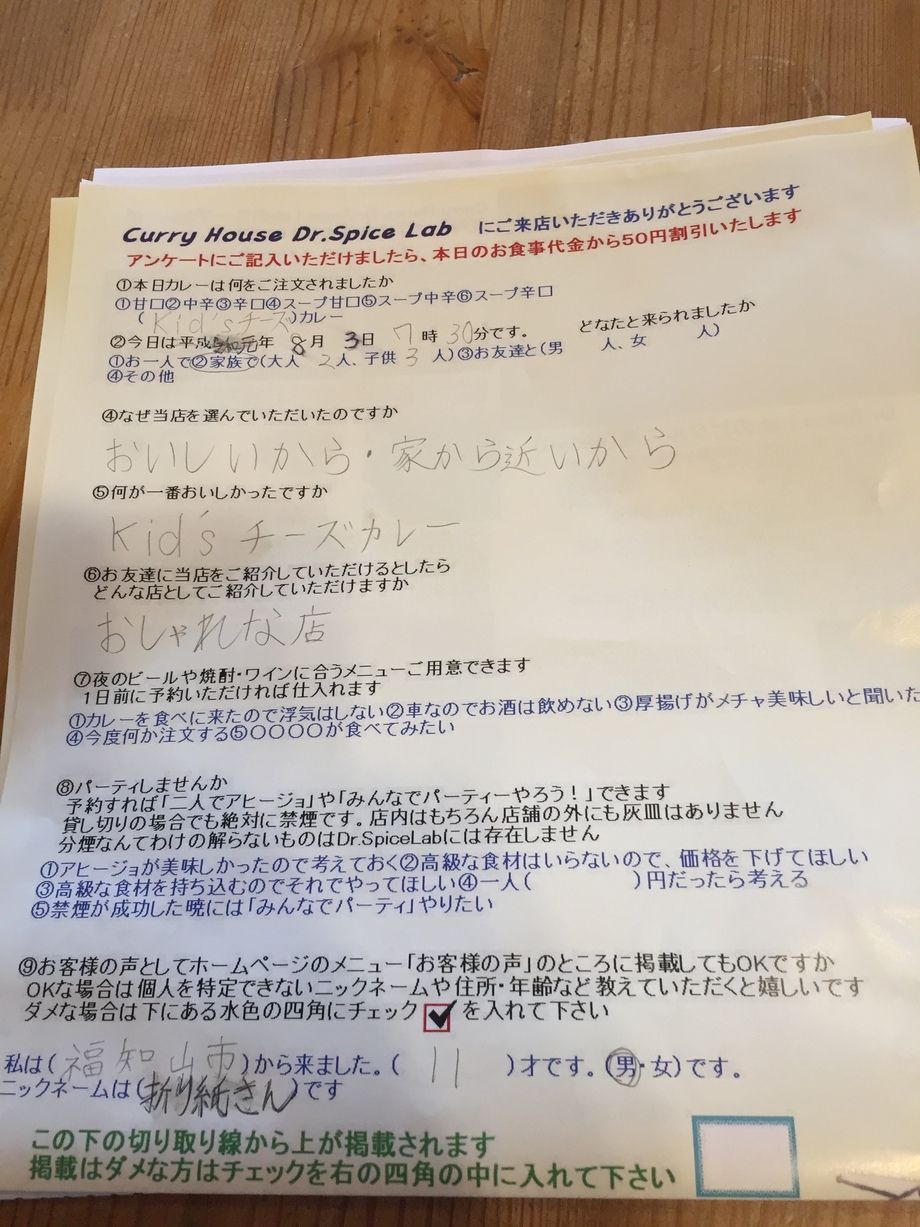 Curry House Dr.Spice Lab にご来店いただきありがとうございます
アンケートにご記入いただけましたら、本日のお食事代金から50円割引いたします
①本日カレーは何をご注文されましたか
①甘口②中辛③辛口④スープ甘口⑤スープ中辛⑥スープ辛口
(Kid'sチーズ)カレー
②今日は平成元年 8月 3日 7時30分です。 どなたと来られましたか
①お一人で②家族で(大人 2人、子供 3人)③お友達と(男 人、女 人)
④その他
④なぜ当店を選んでいただいたのですか
おいしいから・家から近いから
⑤何が一番おいしかったですか
Kid's チーズカレー
⑥お友達に当店をご紹介していただけるとしたら
どんな店としてご紹介していただけますか
おしゃれな店
⑦夜のビールや焼酎・ワインに合うメニューご用意できます
1日前に予約いただければ仕入れます
①カレーを食べに来たので浮気はしない②車なのでお酒は飲めない③厚揚げがメチャ美味しいと聞いた
④今度何か注文する⑤〇〇〇〇が食べてみたい
⑧パーティしませんか
予約すれば「二人でアヒージョ」や「みんなでパーティーやろう!」できます
貸し切りの場合でも絶対に禁煙です。店内はもちろん店舗の外にも灰皿はありません
分煙なんてわけの解らないものはDr.SpiceLabには存在しません
①アヒージョが美味しかったので考えておく②高級な食材はいらないので、価格を下げてほしい
③高級な食材を持ち込むのでそれでやってほしい④一人( )円だったら考える
⑤禁煙が成功した暁には「みんなでパーティ」やりたい
⑨お客様の声としてホームページのメニュー「お客様の声」のところに掲載してもOKですか
OKな場合は個人を特定できないニックネームや住所・年齢など教えていただくと嬉しいです
ダメな場合は下にある水色の四角にチェック を入れて下さい
私は(福知山市)から来ました。( 11 )才です。(男・女)です。
ニックネームは(折り紙さん)です
この下の切り取り線から上が掲載されます
掲載はダメな方はチェックを右の四角の中に入れて下さい